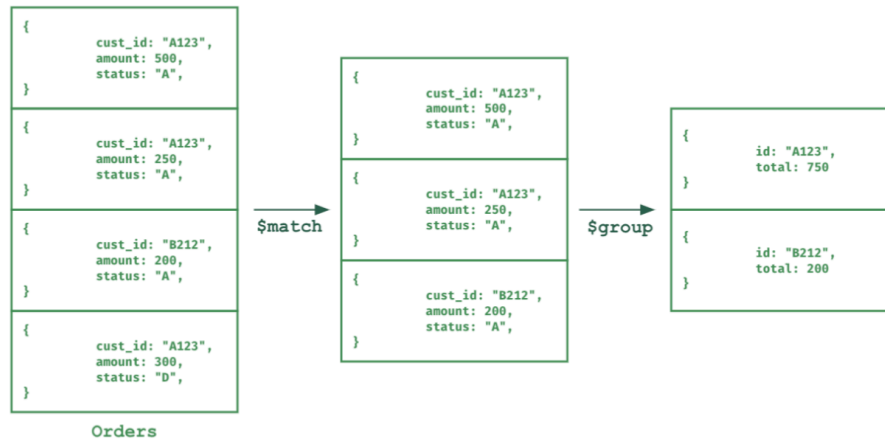 {
cust_id: "A123",
amount: 500,
status: "A",
}
{
cust_id: "A123",
amount: 250,
status: "A",
}
{
cust_id: "B212",
amount: 200,
status: "A",
}
{
cust_id: "A123",
amount: 300,
status: "D",
}
Orders
$match
{
cust_id: "A123",
amount: 500,
status: "A",
}
{
cust_id: "A123",
amount: 250,
status: "A",
}
{
cust_id: "B212",
amount: 200,
status: "A",
}
$group
{
id: "A123",
total: 750
}
{
id: "B212",
total: 200
}